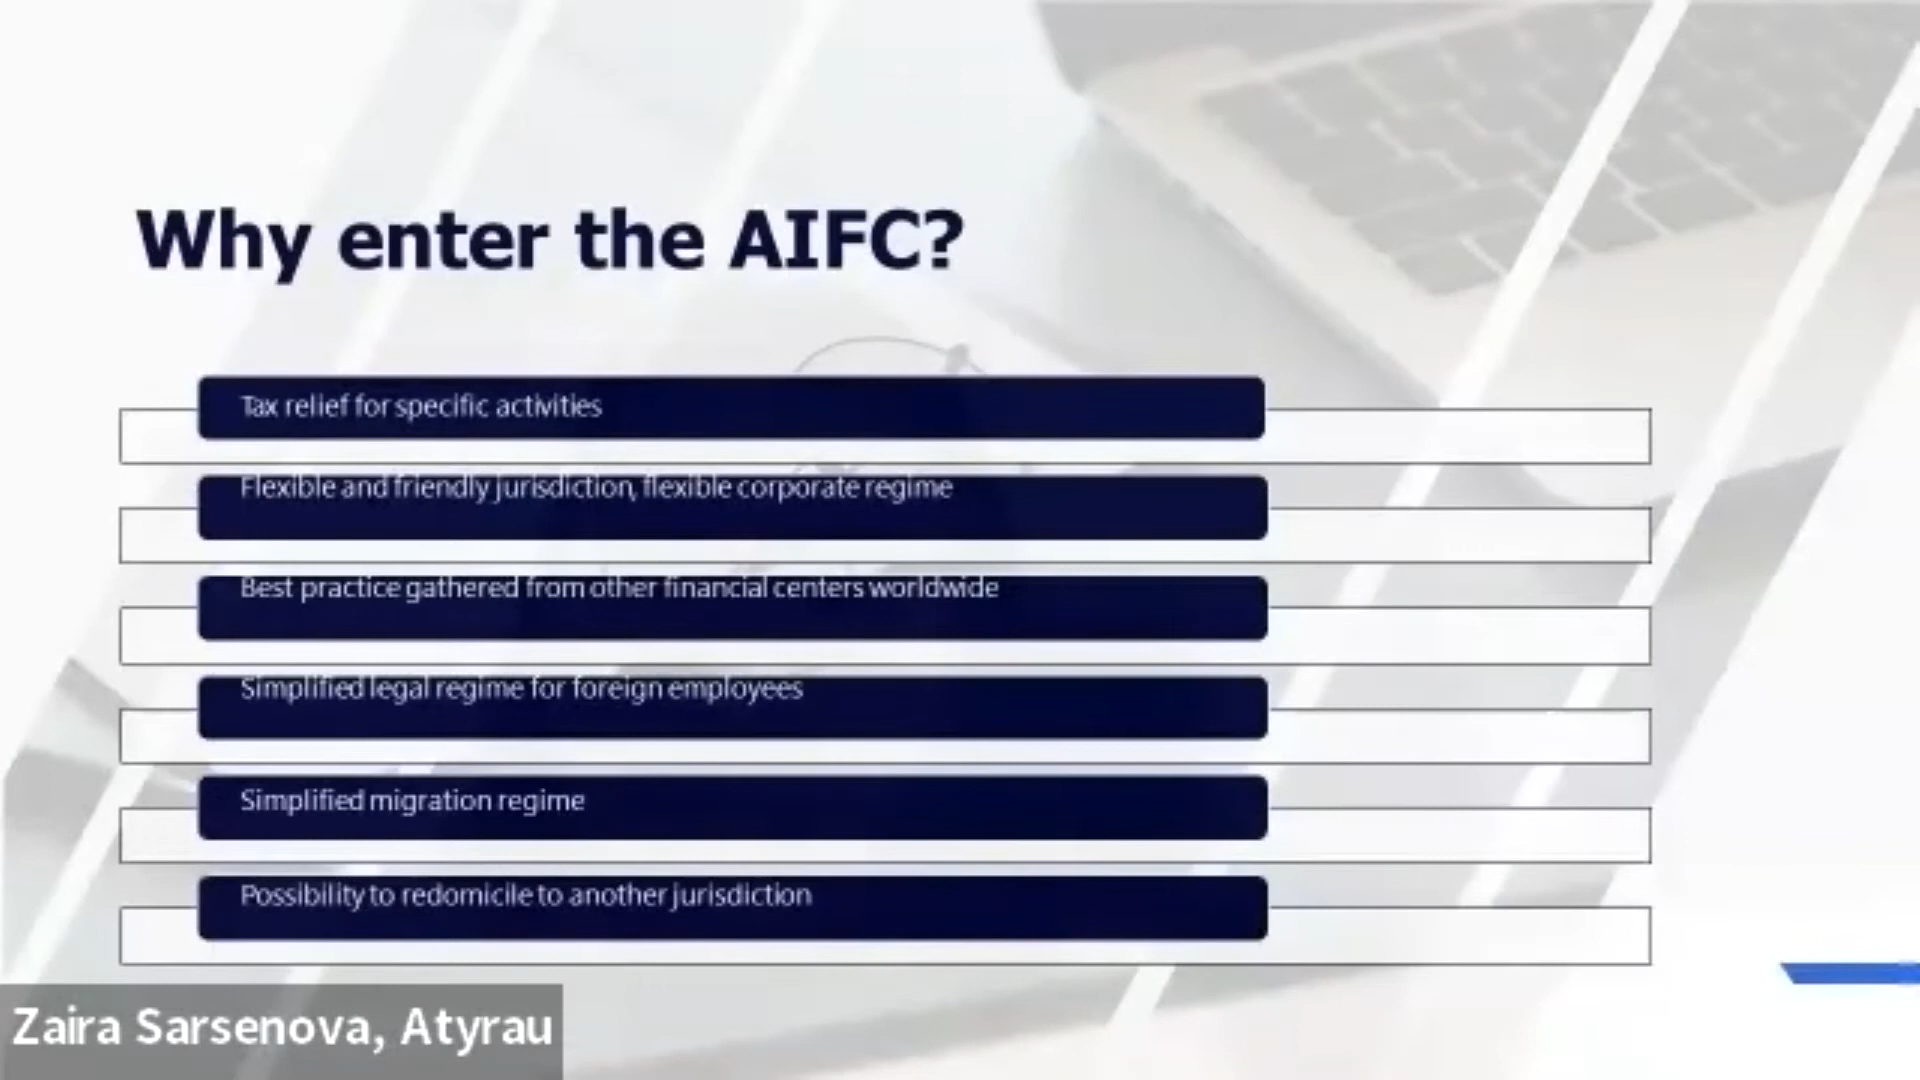 Why enter the AIFC?
Tax relief for specific activities
Flexible and friendly jurisdiction, flexible corporate regime
Best practice gathered from other financial centers worldwide
Simplified legal regime for foreign employees
Simplified migration regime
Possibility to redomicile to another jurisdiction
Zaira Sarsenova, Atyrau